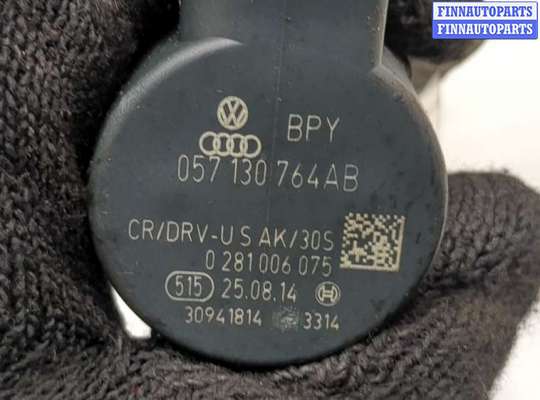 FINNAUTOPARTS
FINNAUTOPARTS
BPY
057 130 764AB
CR/DRV-U S AK/30S
0 281 006 075
515 25.08.14
30941814 3314